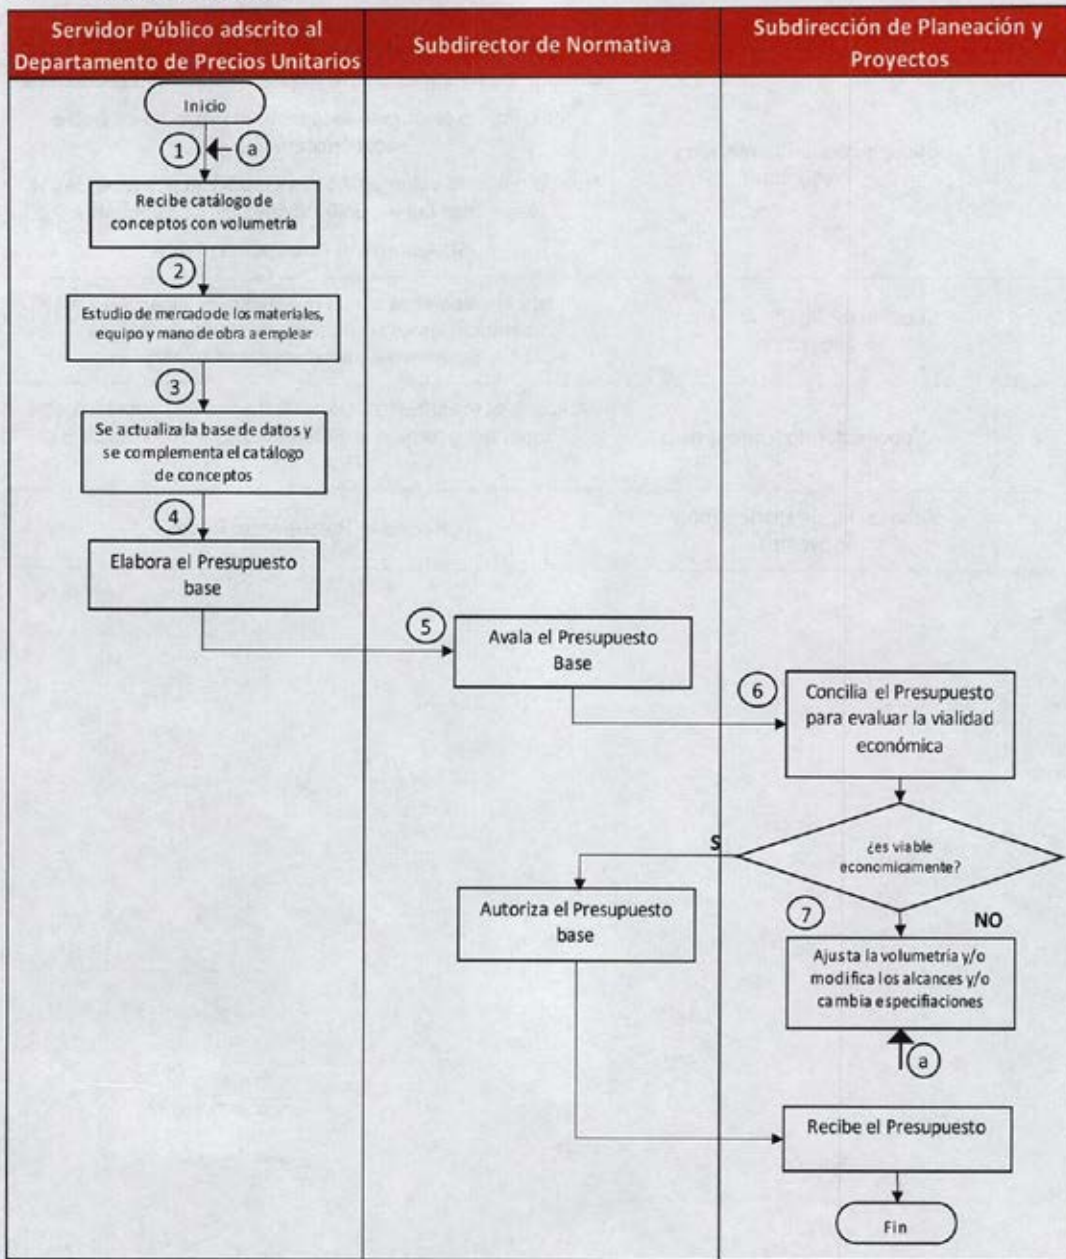 Servidor Público adscrito al
Departamento de Precios Unitarios
Subdirector de Normativa
Subdirección de Planeación y
Proyectos
Inicio
1
a
Recibe catálogo de
conceptos con volumetría
2
Estudio de mercado de los materiales,
equipo y mano de obra a emplear
3
Se actualiza la base de datos y
se complementa el catálogo
de conceptos
4
Elabora el Presupuesto
base
5
Avala el Presupuesto
Base
6
Concilia el Presupuesto
para evaluar la vialidad
económica
S
¿es viable
economicamente?
Autoriza el Presupuesto
base
7
NO
Ajusta la volumetría y/o
modifica los alcances y/o
cambia especifiaciones
a
Recibe el Presupuesto
Fin